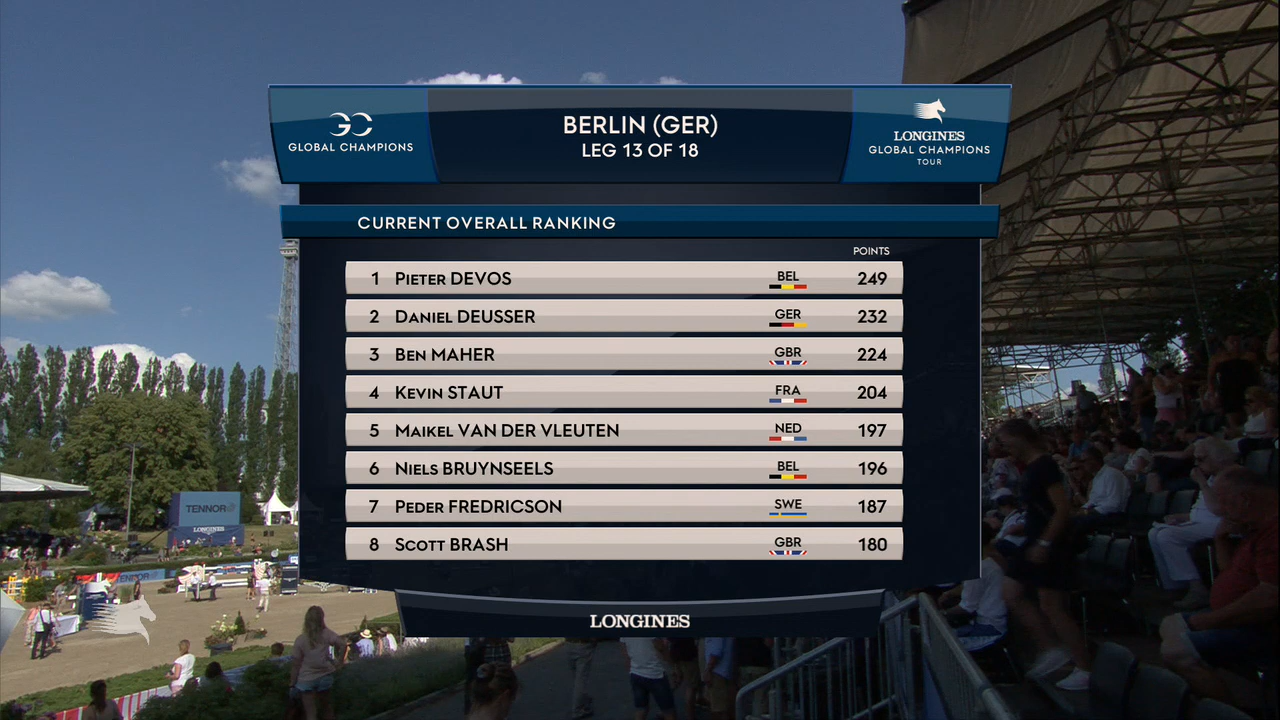 GC
GLOBAL CHAMPIONS
BERLIN (GER)
LEG 13 OF 18
LONGINES
GLOBAL CHAMPIONS
TOUR
CURRENT OVERALL RANKING
POINTS
1 PIETER DEVOS BEL 249
2 DANIEL DEUSSER GER 232
3 BEN MAHER GBR 224
4 KEVIN STAUT FRA 204
5 MAIKEL VAN DER VLEUTEN NED 197
6 NIELS BRUYNSEELS BEL 196
7 PEDER FREDRICSON SWE 187
8 SCOTT BRASH GBR 180
LONGINES
TENNOR
LONGINES
TENNOR